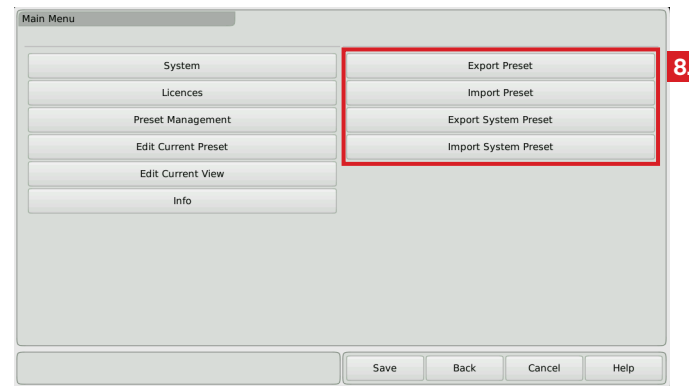 Main Menu
System
Licences
Preset Management
Edit Current Preset
Edit Current View
Info
Export Preset
Import Preset
Export System Preset
Import System Preset
8.
Save
Back
Cancel
Help